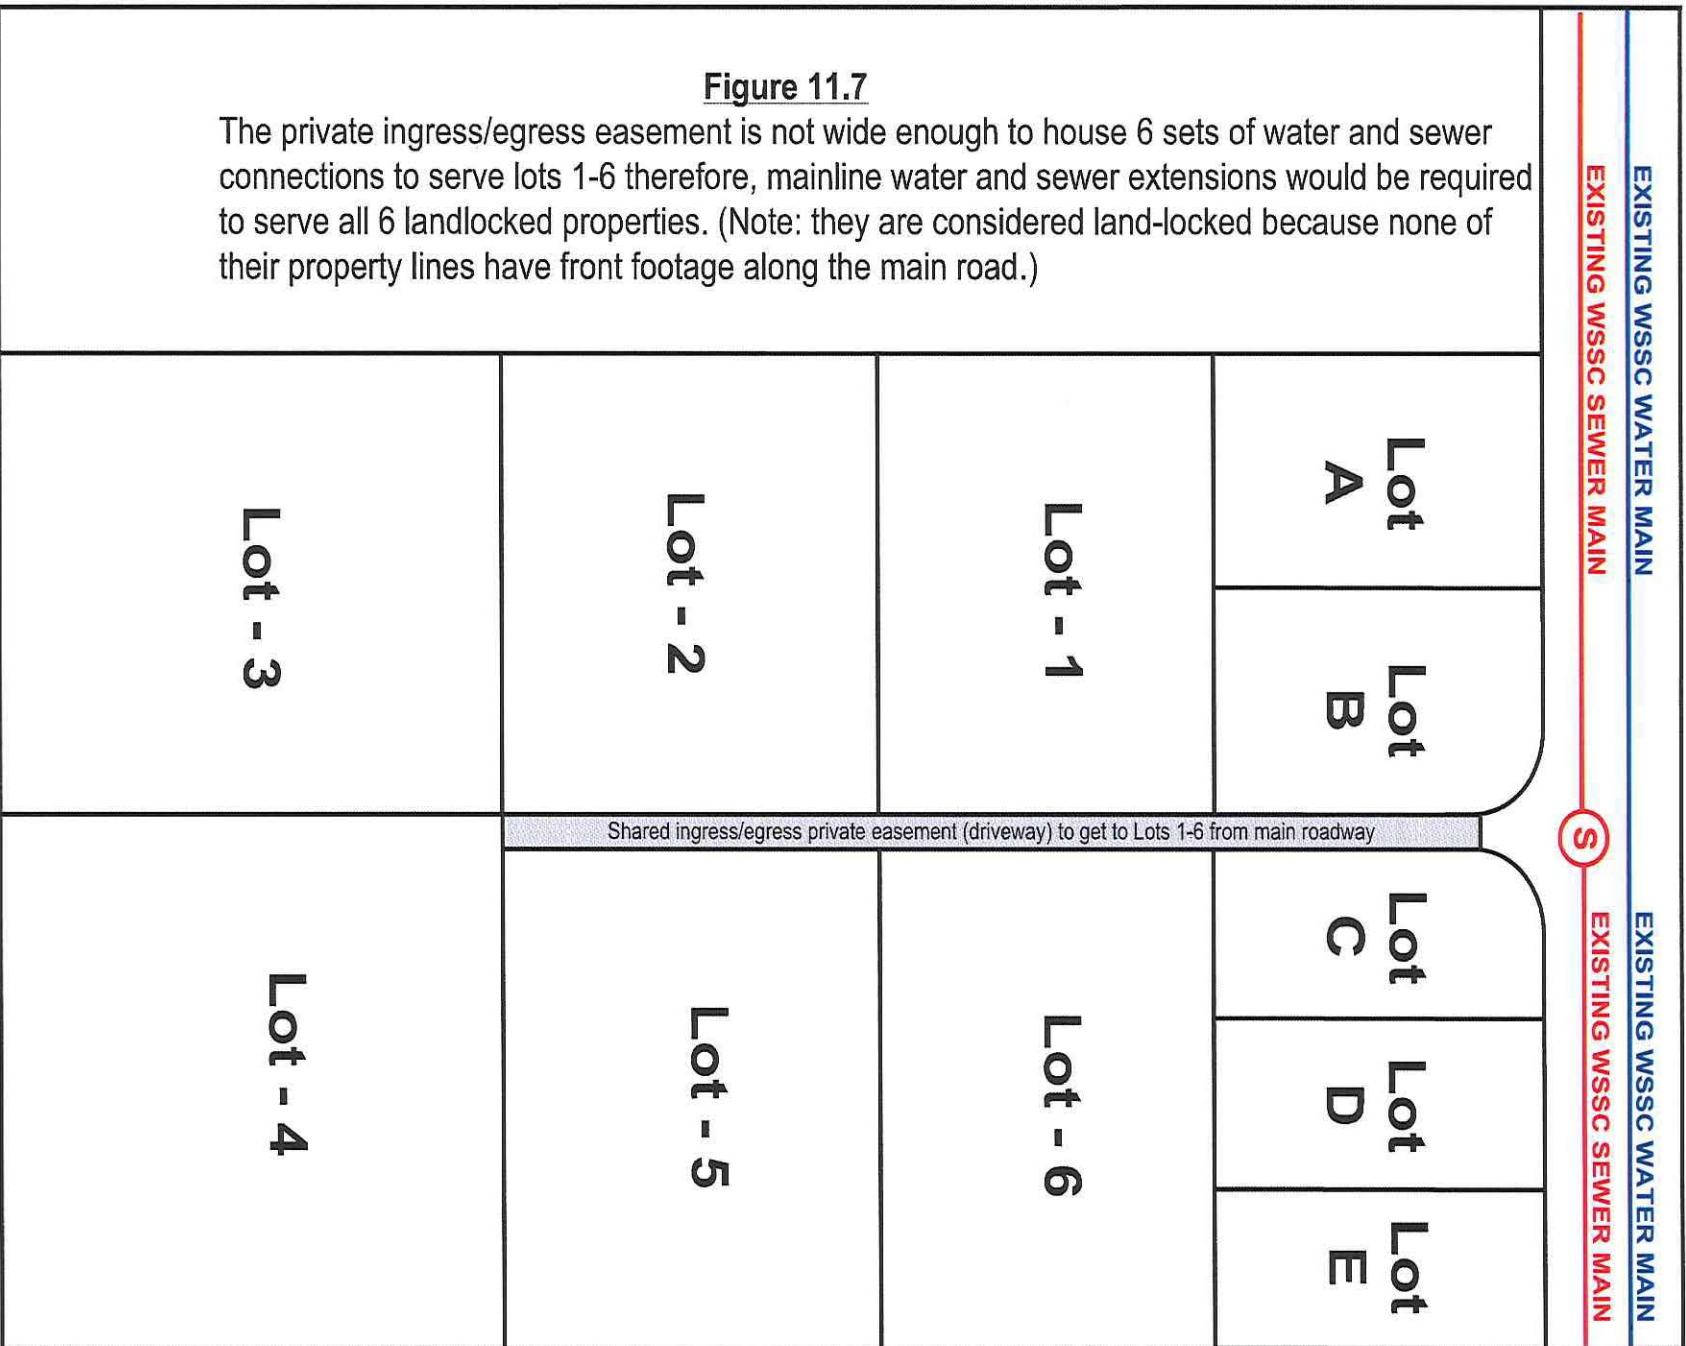 Figure 11.7
The private ingress/egress easement is not wide enough to house 6 sets of water and sewer
connections to serve lots 1-6 therefore, mainline water and sewer extensions would be required
to serve all 6 landlocked properties. (Note: they are considered land-locked because none of
their property lines have front footage along the main road.)
EXISTING WSSC WATER MAIN
EXISTING WSSC SEWER MAIN
Lot
A
Lot - 1
Lot - 2
Lot - 3
Lot
B
Shared ingress/egress private easement (driveway) to get to Lots 1-6 from main roadway
S
EXISTING WSSC WATER MAIN
EXISTING WSSC SEWER MAIN
Lot
C
Lot
D
Lot
E
Lot - 6
Lot - 5
Lot - 4